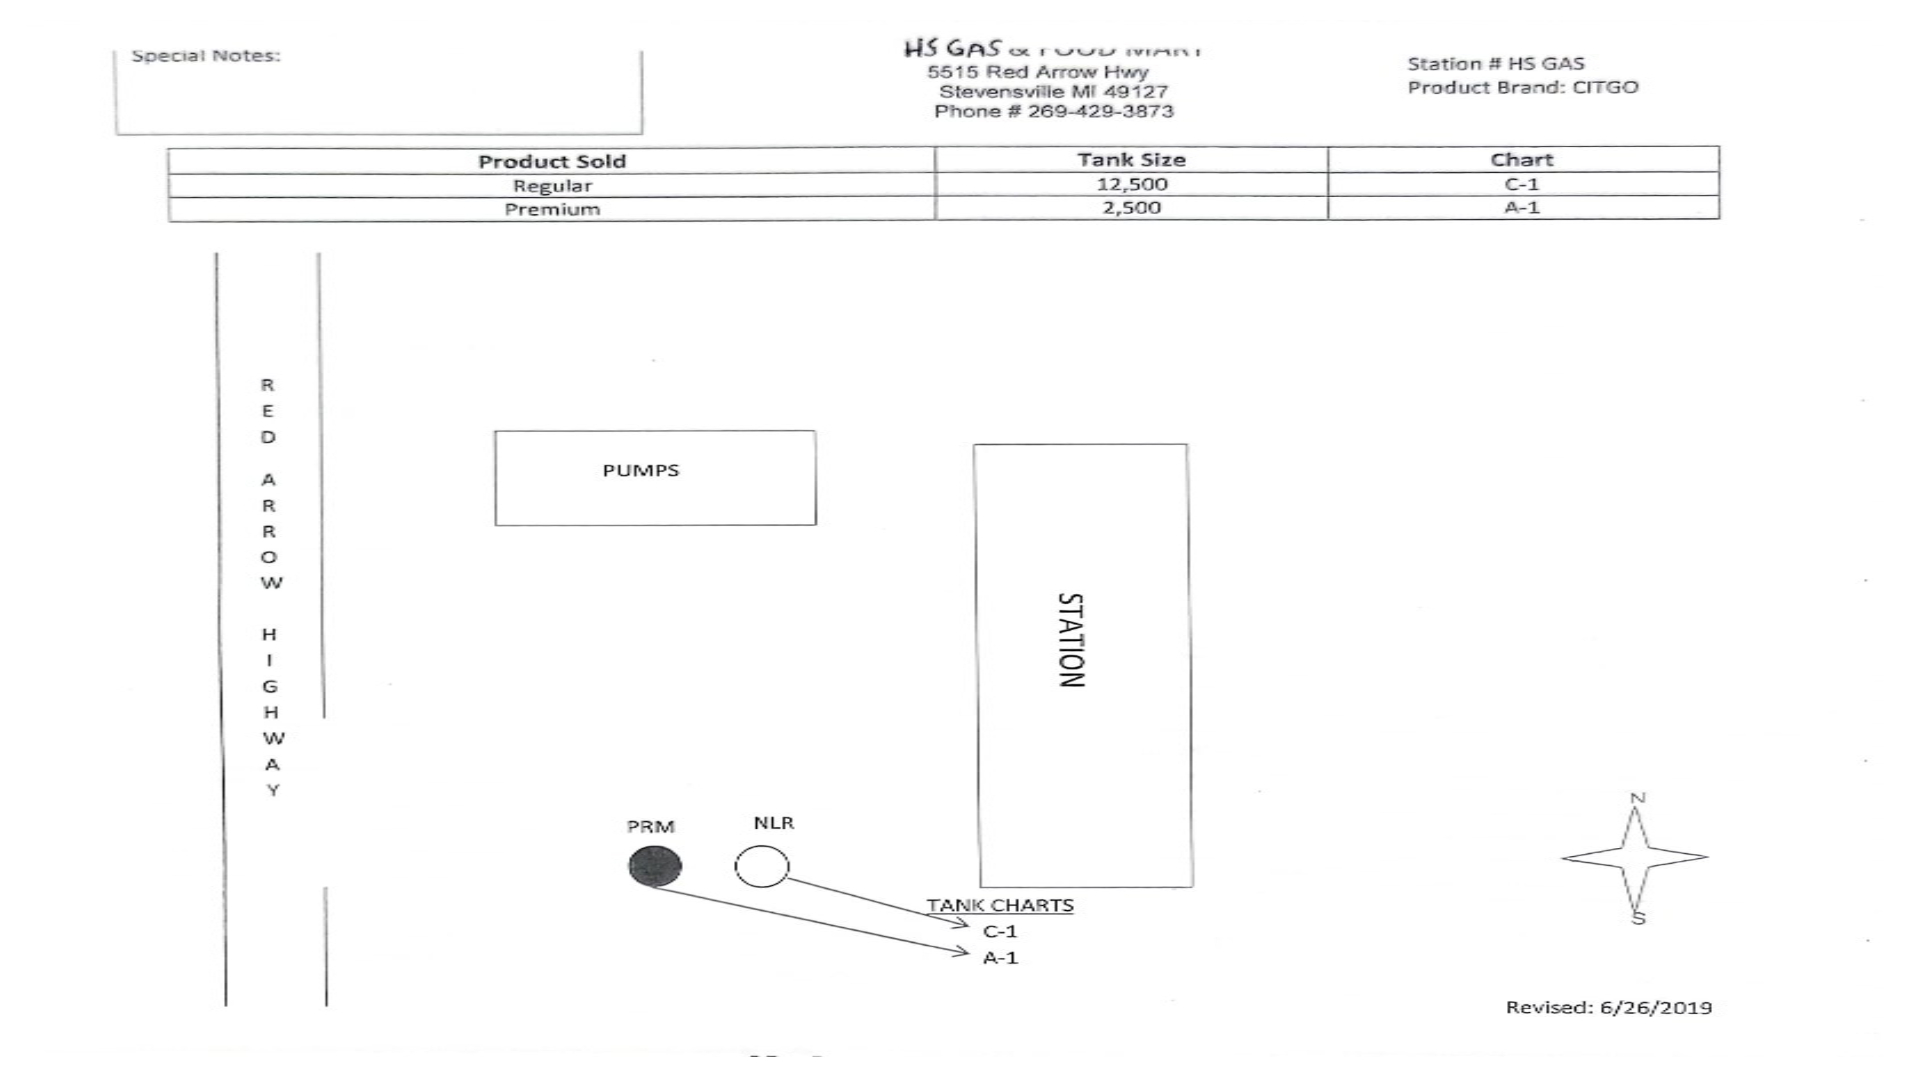 Special Notes:
HS GAS & FOOD MART
5515 Red Arrow Hwy
Stevensville MI 49127
Phone # 269-429-3873
Station # HS GAS
Product Brand: CITGO
Product Sold Tank Size Chart
Regular 12,500 C-1
Premium 2,500 A-1
RED ARROW HIGHWAY
PUMPS
STATION
PRM
NLR
TANK CHARTS
C-1
A-1
N
S
Revised: 6/26/2019